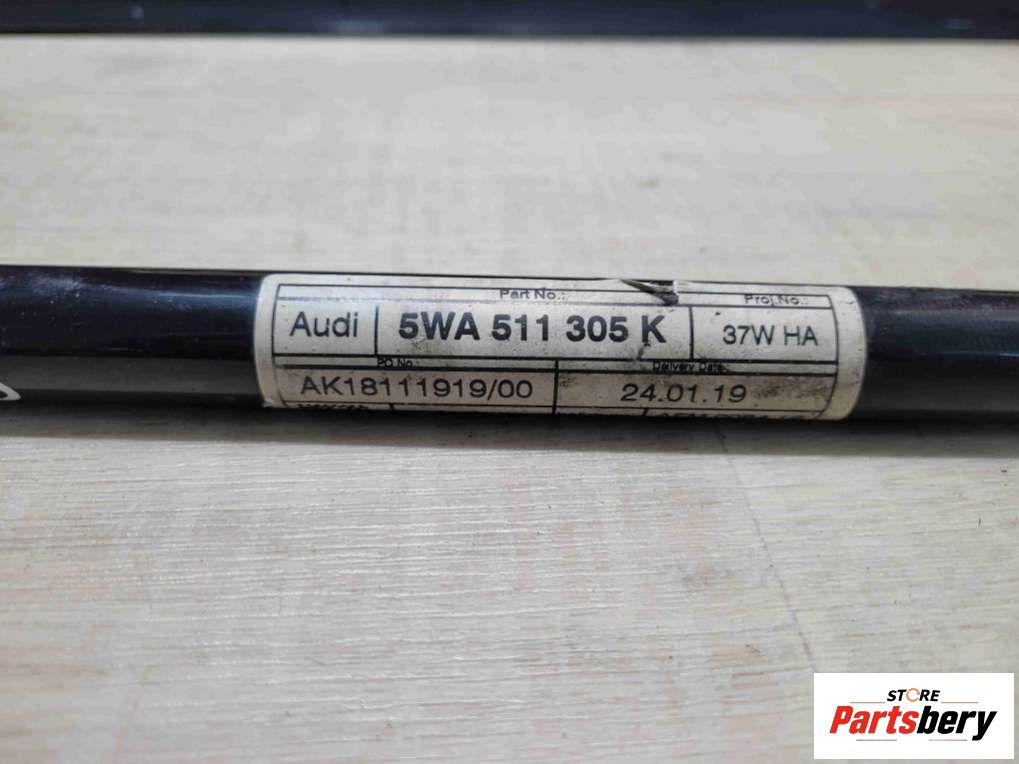 Part No.: Proj.No.:
Audi 5WA 511 305 K 37W HA
PO No.: Delivery Date:
AK18111919/00 24.01.19
STORE
Partsbery